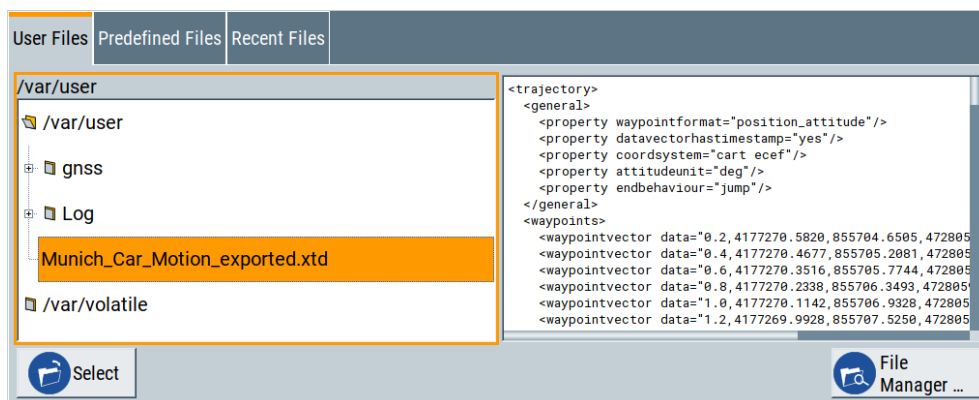 User Files Predefined Files Recent Files
/var/user
/var/user
gnss
Log
Munich_Car_Motion_exported.xtd
/var/volatile
<trajectory>
<general>
<property waypointformat="position_attitude"/>
<property datavectorhastimestamp="yes"/>
<property coordsystem="cart ecef"/>
<property attitudeunit="deg"/>
<property endbehaviour="jump"/>
</general>
<waypoints>
<waypointvector data="0.2,4177270.5820,855704.6505,472805
<waypointvector data="0.4,4177270.4677,855705.2081,472805
<waypointvector data="0.6,4177270.3516,855705.7744,472805
<waypointvector data="0.8,4177270.2338,855706.3493,472805
<waypointvector data="1.0,4177270.1142,855706.9328,472805
<waypointvector data="1.2,4177269.9928,855707.5250,472805
Select
File
Manager ...